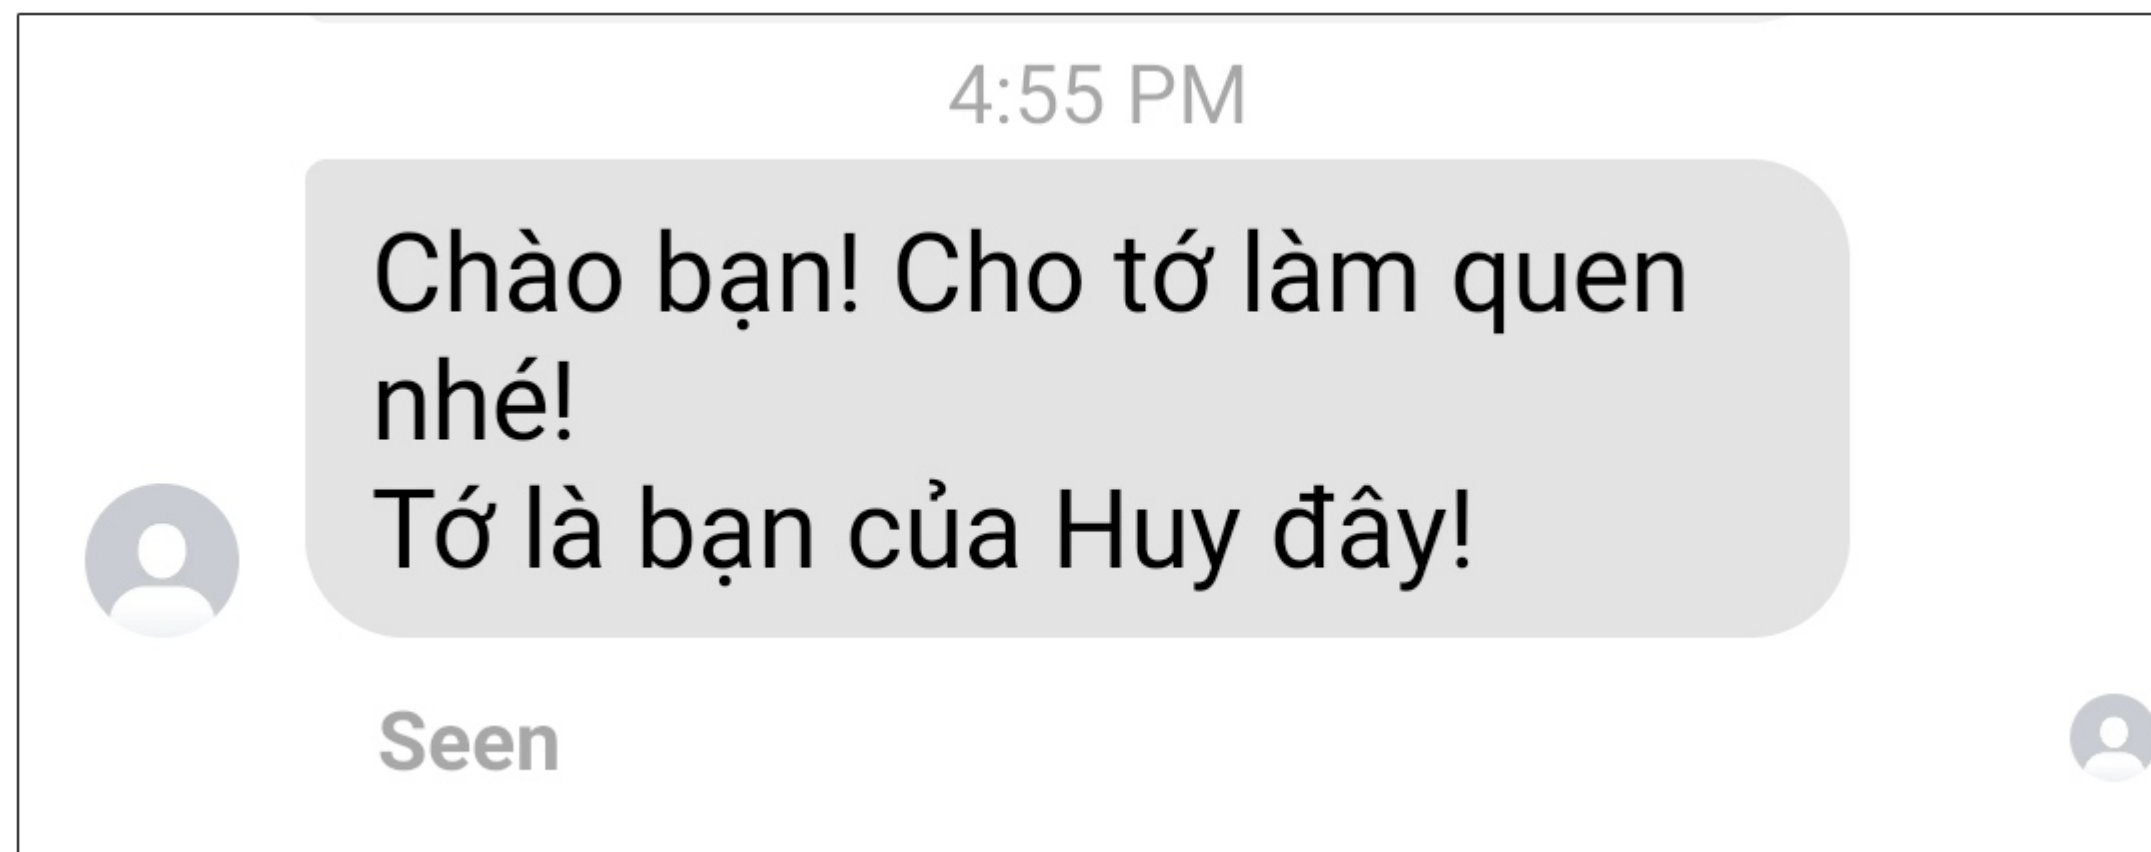 4:55 PM
Chào bạn! Cho tớ làm quen
nhé!
Tớ là bạn của Huy đây!
Seen